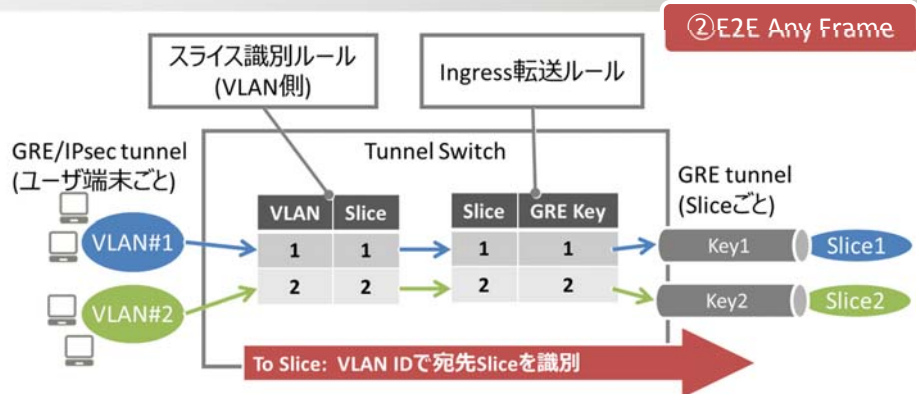 ②E2E Any Frame
スライス識別ルール
(VLAN側)
Ingress転送ルール
GRE/IPsec tunnel
(ユーザ端末ごと)
Tunnel Switch
GRE tunnel
(Sliceごと)
VLAN Slice
1 1
2 2
Slice GRE Key
1 1
2 2
VLAN#1
VLAN#2
Key1
Slice1
Key2
Slice2
To Slice: VLAN IDで宛先Sliceを識別